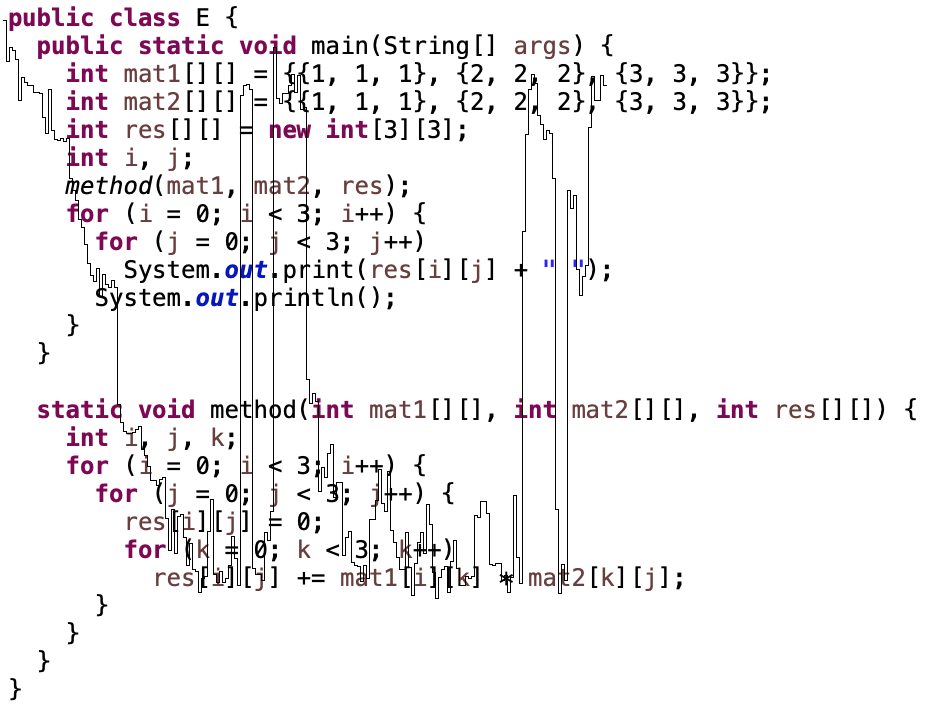 public class E {
  public static void main(String[] args) {
    int mat1[][] = {{1, 1, 1}, {2, 2, 2}, {3, 3, 3}};
    int mat2[][] = {{1, 1, 1}, {2, 2, 2}, {3, 3, 3}};
    int res[][] = new int[3][3];
    int i, j;
    method(mat1, mat2, res);
    for (i = 0; i < 3; i++) {
      for (j = 0; j < 3; j++)
        System.out.print(res[i][j] + " ");
      System.out.println();
    }
  }

  static void method(int mat1[][], int mat2[][], int res[][]) {
    int i, j, k;
    for (i = 0; i < 3; i++) {
      for (j = 0; j < 3; j++) {
        res[i][j] = 0;
        for (k = 0; k < 3; k++)
          res[i][j] += mat1[i][k] * mat2[k][j];
      }
    }
  }
}